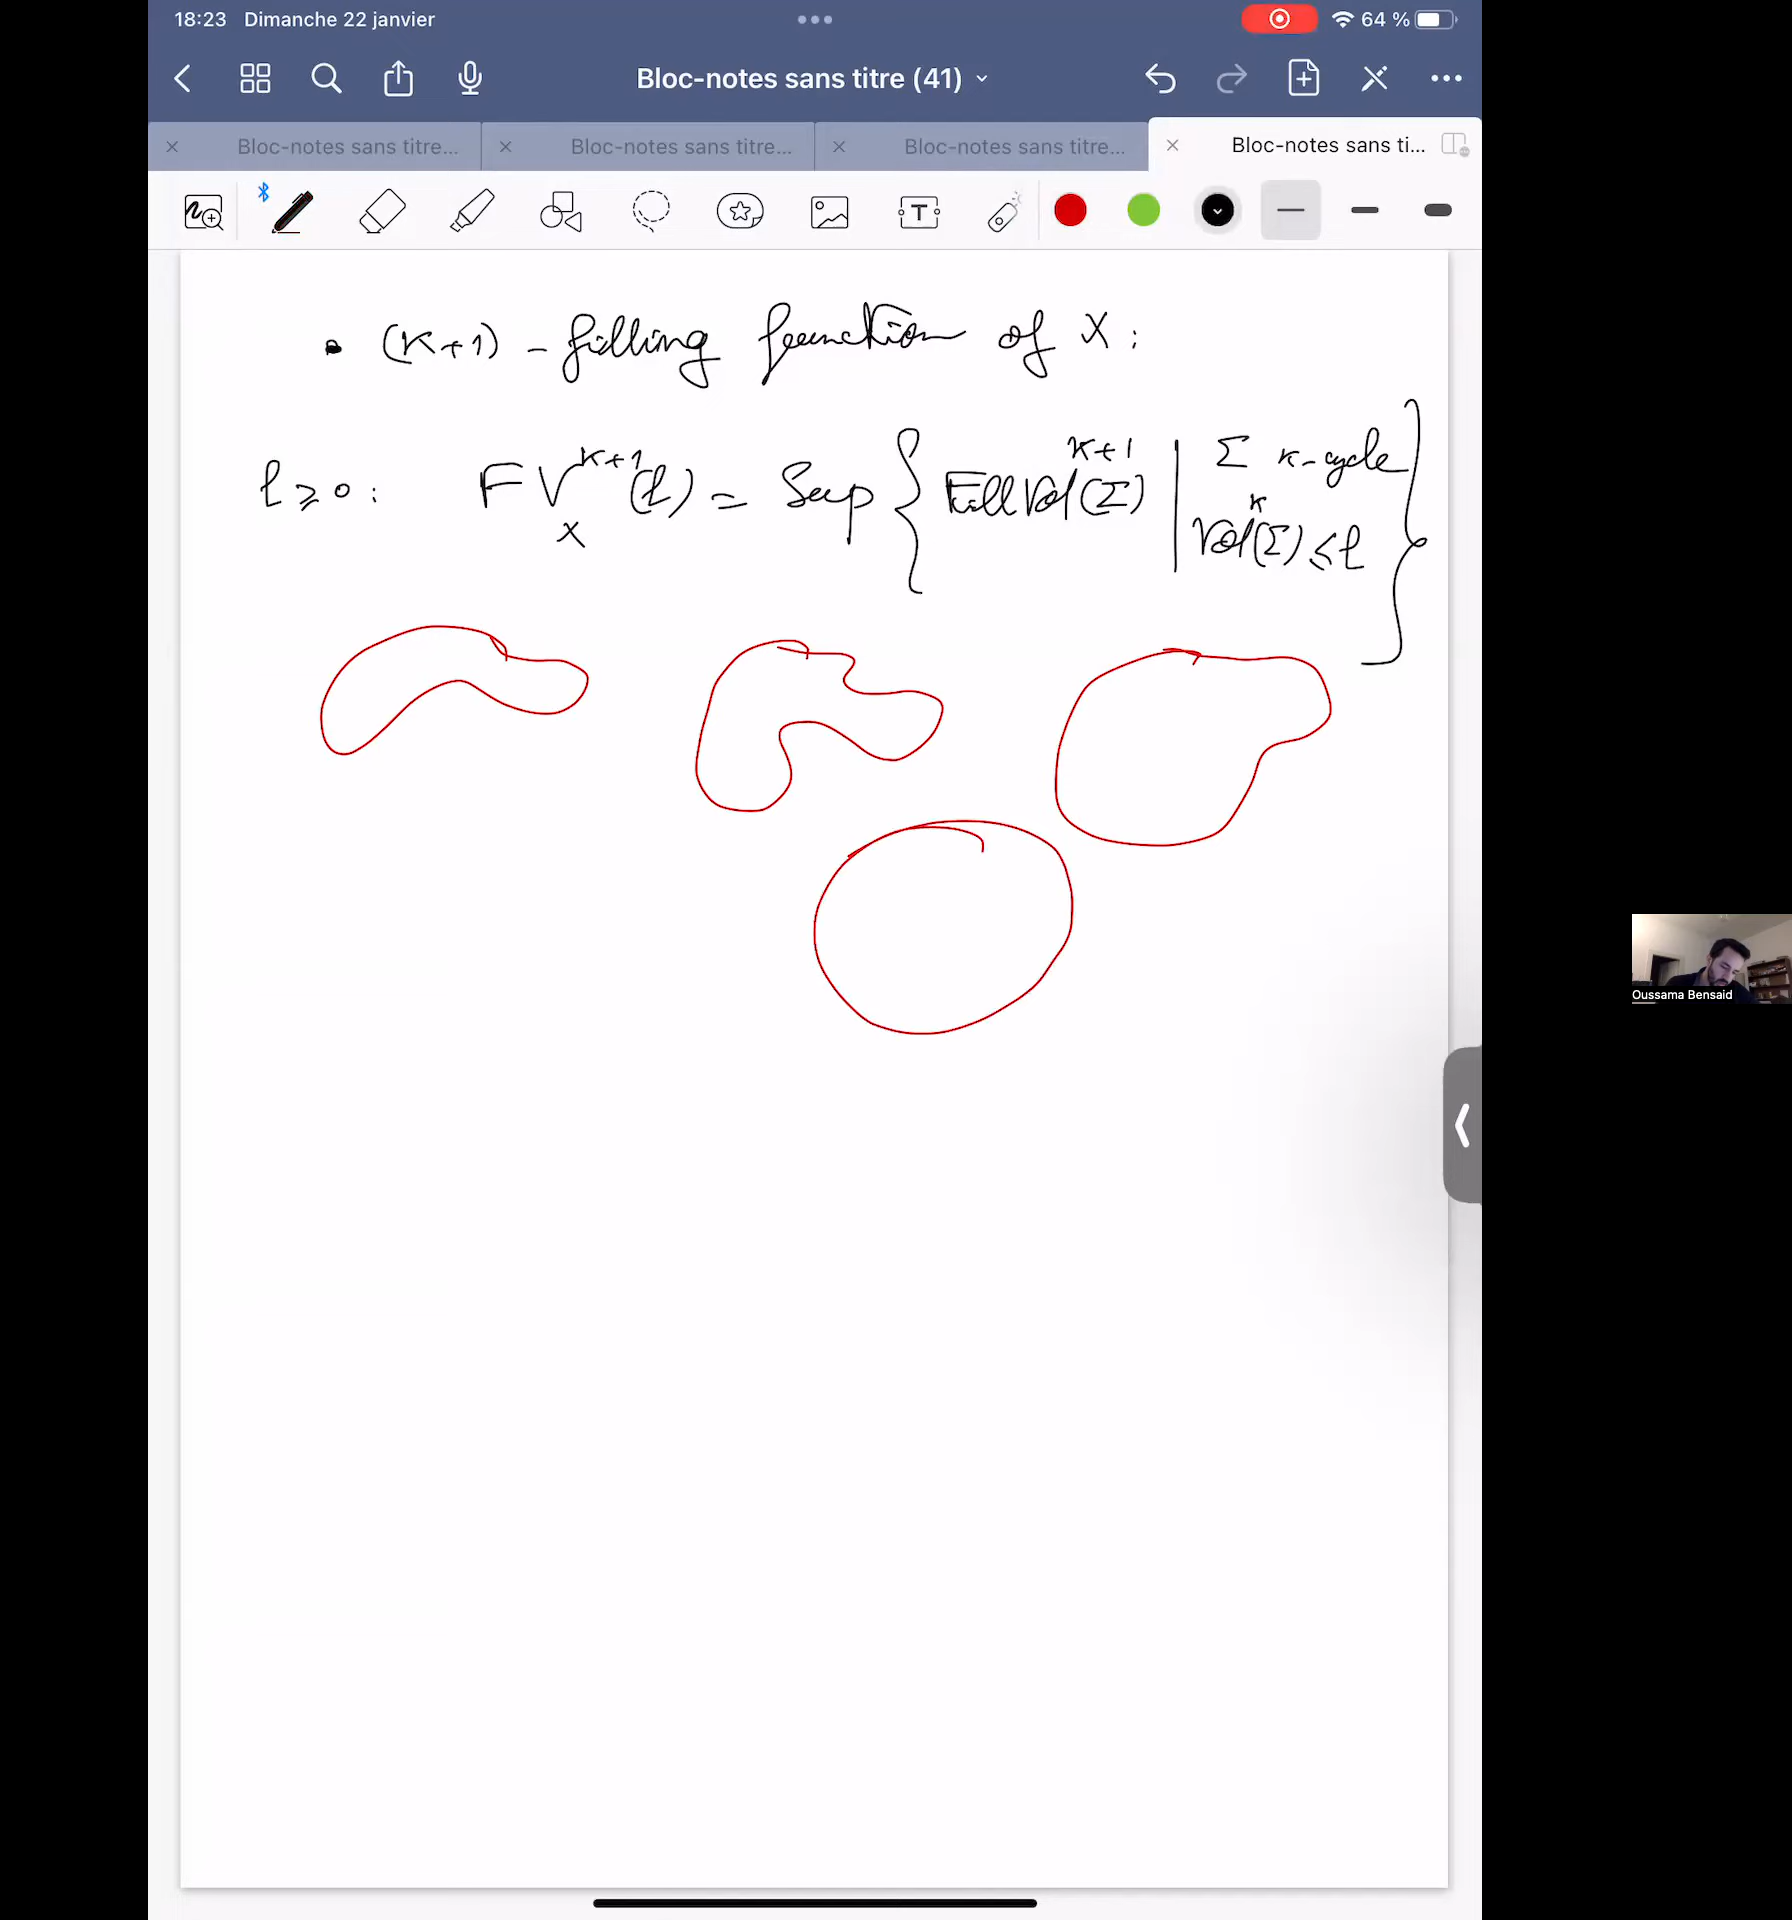 18:23 Dimanche 22 janvier 64 %
Bloc-notes sans titre (41)
Bloc-notes sans titre... Bloc-notes sans titre... Bloc-notes sans titre... Bloc-notes sans ti...
T
• (K+1) - filling function of X :
ℓ ≥ 0 : FV_X^{K+1}(ℓ) = Sup { FillVol^{K+1}(Σ) | Σ K-cycle
Vol^K(Σ) ≤ ℓ }
Oussama Bensaid